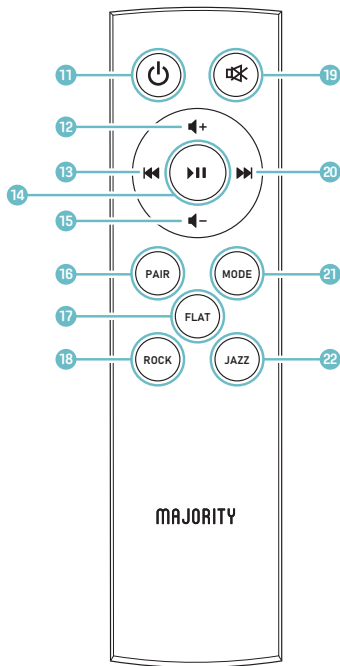 11
19
12
+
13
20
14
15
−
16
PAIR
MODE
21
17
FLAT
18
ROCK
JAZZ
22
MAJORITY